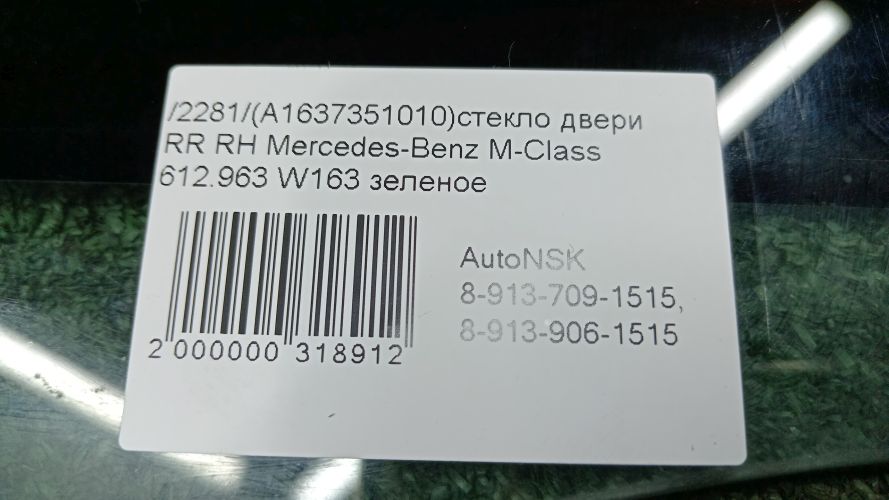 /2281/(A1637351010)стекло двери
RR RH Mercedes-Benz M-Class
612.963 W163 зеленое
AutoNSK
8-913-709-1515,
8-913-906-1515
2 000000 318912